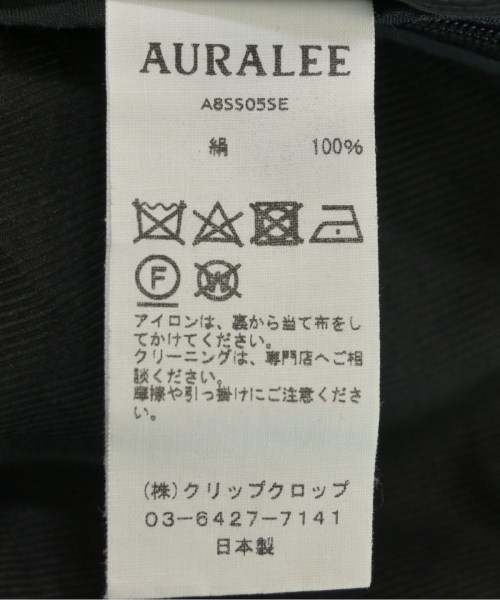 AURALEE
A8SS05SE
絹 100%
F
W
アイロンは、裏から当て布をし
てかけてください。
クリーニングは、専門店へご相
談ください。
摩擦や引っ掛けにご注意くださ
い。
(株)クリップクロップ
03-6427-7141
日本製